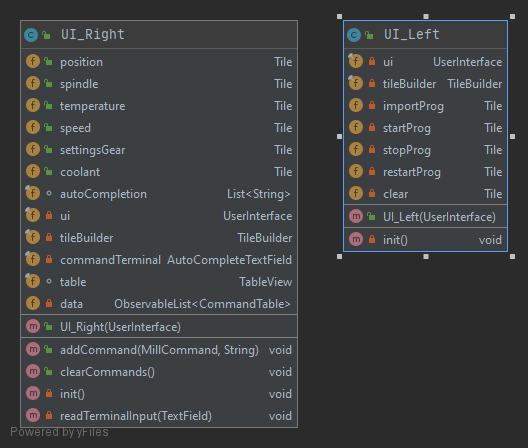 UI_Right
position Tile
spindle Tile
temperature Tile
speed Tile
settingsGear Tile
coolant Tile
autoCompletion List<String>
ui UserInterface
tileBuilder TileBuilder
commandTerminal AutoCompleteTextField
table TableView
data ObservableList<CommandTable>
UI_Right(UserInterface)
addCommand(MillCommand, String) void
clearCommands() void
init() void
readTerminalInput(TextField) void
UI_Left
ui UserInterface
tileBuilder TileBuilder
importProg Tile
startProg Tile
stopProg Tile
restartProg Tile
clear Tile
UI_Left(UserInterface)
init() void
Powered by yFiles